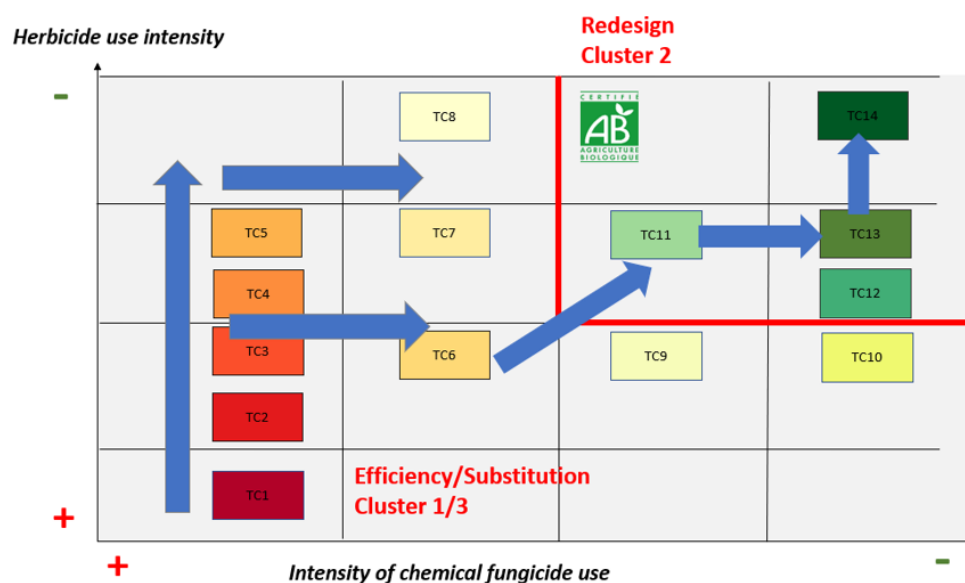 Herbicide use intensity
Redesign
Cluster 2
-
CERTIFIÉ
AB
AGRICULTURE
BIOLOGIQUE
TC8
TC14
TC5
TC7
TC11
TC13
TC4
TC12
TC3
TC6
TC9
TC10
TC2
Efficiency/Substitution
Cluster 1/3
TC1
+
+
Intensity of chemical fungicide use
-